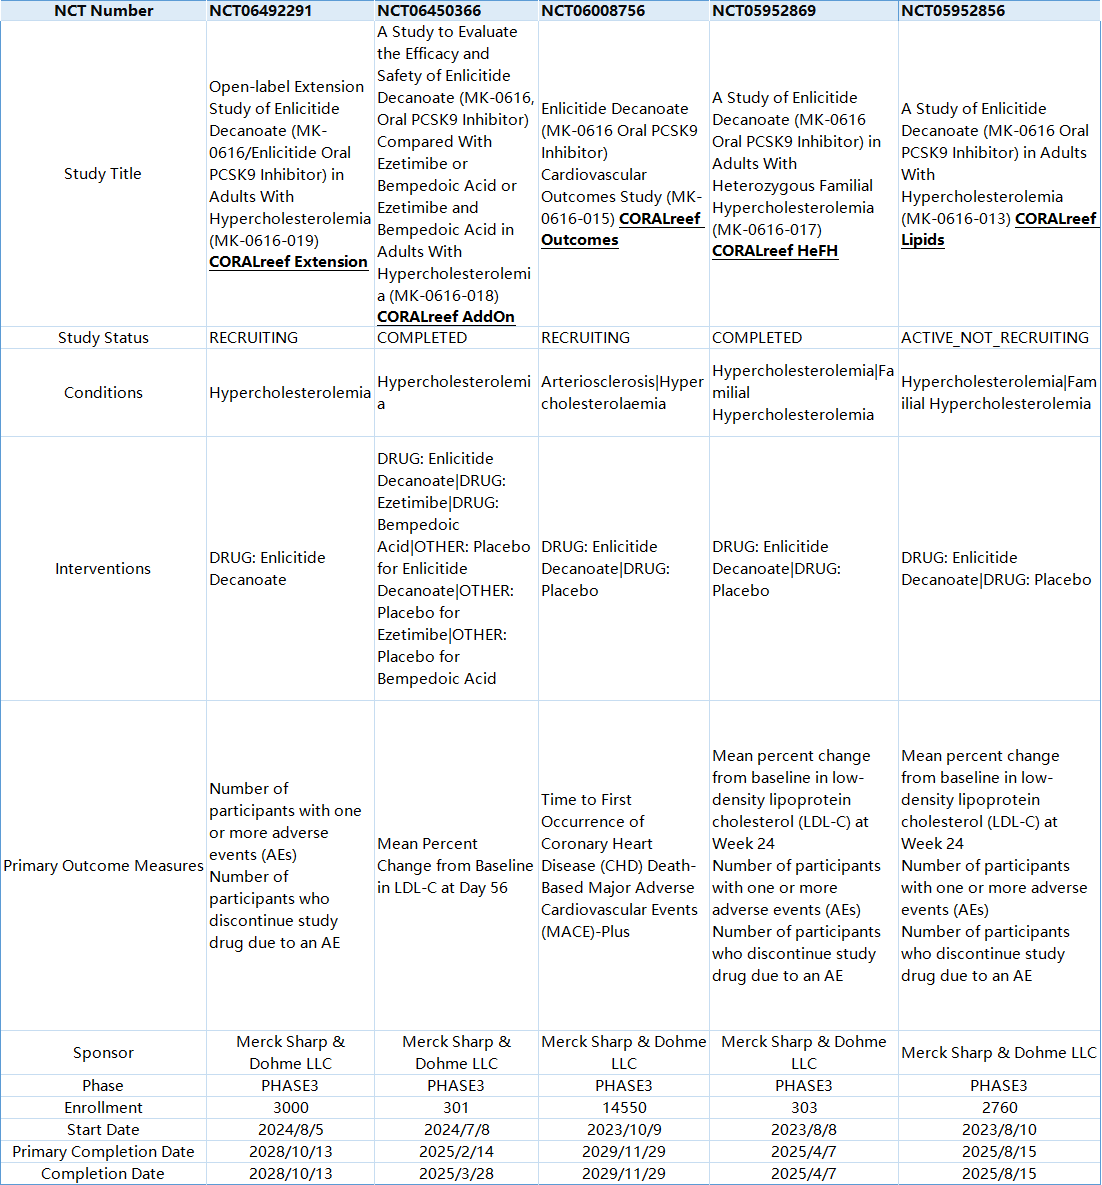 NCT Number
NCT06492291
NCT06450366
NCT06008756
NCT05952869
NCT05952856
Study Title
Open-label Extension
Study of Enlicitide
Decanoate (MK-
0616/Enlicitide Oral
PCSK9 Inhibitor) in
Adults With
Hypercholesterolemia
(MK-0616-019)
CORALreef Extension
A Study to Evaluate
the Efficacy and
Safety of Enlicitide
Decanoate (MK-0616,
Oral PCSK9 Inhibitor)
Compared With
Ezetimibe or
Bempedoic Acid or
Ezetimibe and
Bempedoic Acid in
Adults With
Hypercholesterolemi
a (MK-0616-018)
CORALreef AddOn
Enlicitide Decanoate
(MK-0616 Oral PCSK9
Inhibitor)
Cardiovascular
Outcomes Study (MK-
0616-015) CORALreef
Outcomes
A Study of Enlicitide
Decanoate (MK-0616
Oral PCSK9 Inhibitor) in
Adults With
Heterozygous Familial
Hypercholesterolemia
(MK-0616-017)
CORALreef HeFH
A Study of Enlicitide
Decanoate (MK-0616 Oral
PCSK9 Inhibitor) in Adults
With
Hypercholesterolemia
(MK-0616-013) CORALreef
Lipids
Study Status
RECRUITING
COMPLETED
RECRUITING
COMPLETED
ACTIVE_NOT_RECRUITING
Conditions
Hypercholesterolemia
Hypercholesterolemi
a
Arteriosclerosis|Hyper
cholesterolaemia
Hypercholesterolemia|Fa
milial
Hypercholesterolemia
Hypercholesterolemia|Fam
ilial Hypercholesterolemia
Interventions
DRUG: Enlicitide
Decanoate
DRUG: Enlicitide
Decanoate|DRUG:
Ezetimibe|DRUG:
Bempedoic
Acid|OTHER: Placebo
for Enlicitide
Decanoate|OTHER:
Placebo for
Ezetimibe|OTHER:
Placebo for
Bempedoic Acid
DRUG: Enlicitide
Decanoate|DRUG:
Placebo
DRUG: Enlicitide
Decanoate|DRUG:
Placebo
DRUG: Enlicitide
Decanoate|DRUG: Placebo
Primary Outcome Measures
Number of
participants with one
or more adverse
events (AEs)
Number of
participants who
discontinue study
drug due to an AE
Mean Percent
Change from Baseline
in LDL-C at Day 56
Time to First
Occurrence of
Coronary Heart
Disease (CHD) Death-
Based Major Adverse
Cardiovascular Events
(MACE)-Plus
Mean percent change
from baseline in low-
density lipoprotein
cholesterol (LDL-C) at
Week 24
Number of participants
with one or more
adverse events (AEs)
Number of participants
who discontinue study
drug due to an AE
Mean percent change
from baseline in low-
density lipoprotein
cholesterol (LDL-C) at
Week 24
Number of participants
with one or more adverse
events (AEs)
Number of participants
who discontinue study
drug due to an AE
Sponsor
Merck Sharp &
Dohme LLC
Merck Sharp &
Dohme LLC
Merck Sharp & Dohme
LLC
Merck Sharp & Dohme
LLC
Merck Sharp & Dohme LLC
Phase
PHASE3
PHASE3
PHASE3
PHASE3
PHASE3
Enrollment
3000
301
14550
303
2760
Start Date
2024/8/5
2024/7/8
2023/10/9
2023/8/8
2023/8/10
Primary Completion Date
2028/10/13
2025/2/14
2029/11/29
2025/4/7
2025/8/15
Completion Date
2028/10/13
2025/3/28
2029/11/29
2025/4/7
2025/8/15